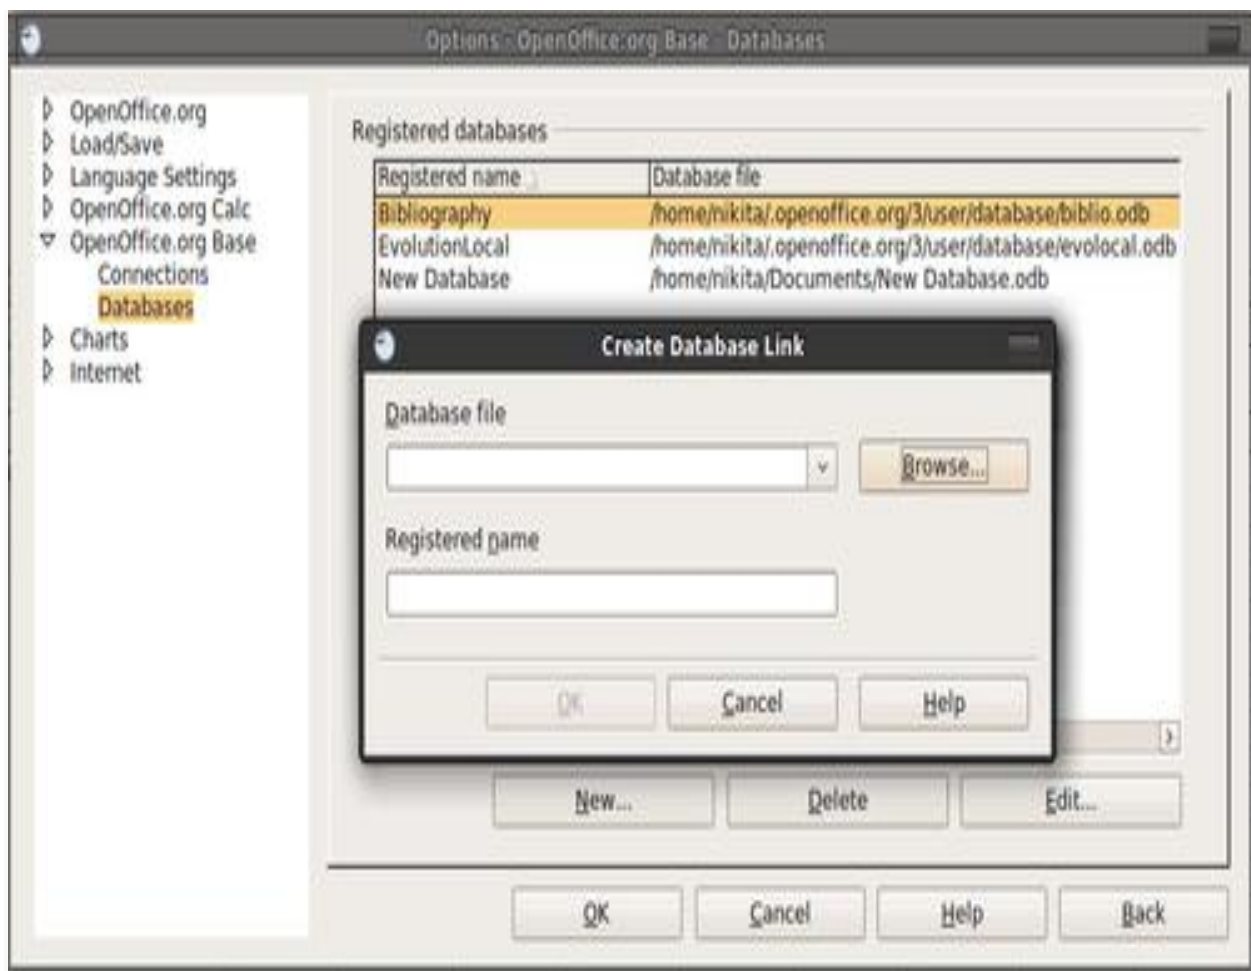 Options - OpenOffice.org Base - Databases
OpenOffice.org
Load/Save
Language Settings
OpenOffice.org Calc
OpenOffice.org Base
Connections
Databases
Charts
Internet
Registered databases
Registered name Database file
Bibliography /home/nikita/.openoffice.org/3/user/database/biblio.odb
EvolutionLocal /home/nikita/.openoffice.org/3/user/database/evolocal.odb
New Database /home/nikita/Documents/New Database.odb
Create Database Link
Database file
Browse...
Registered name
OK Cancel Help
New... Delete Edit...
OK Cancel Help Back